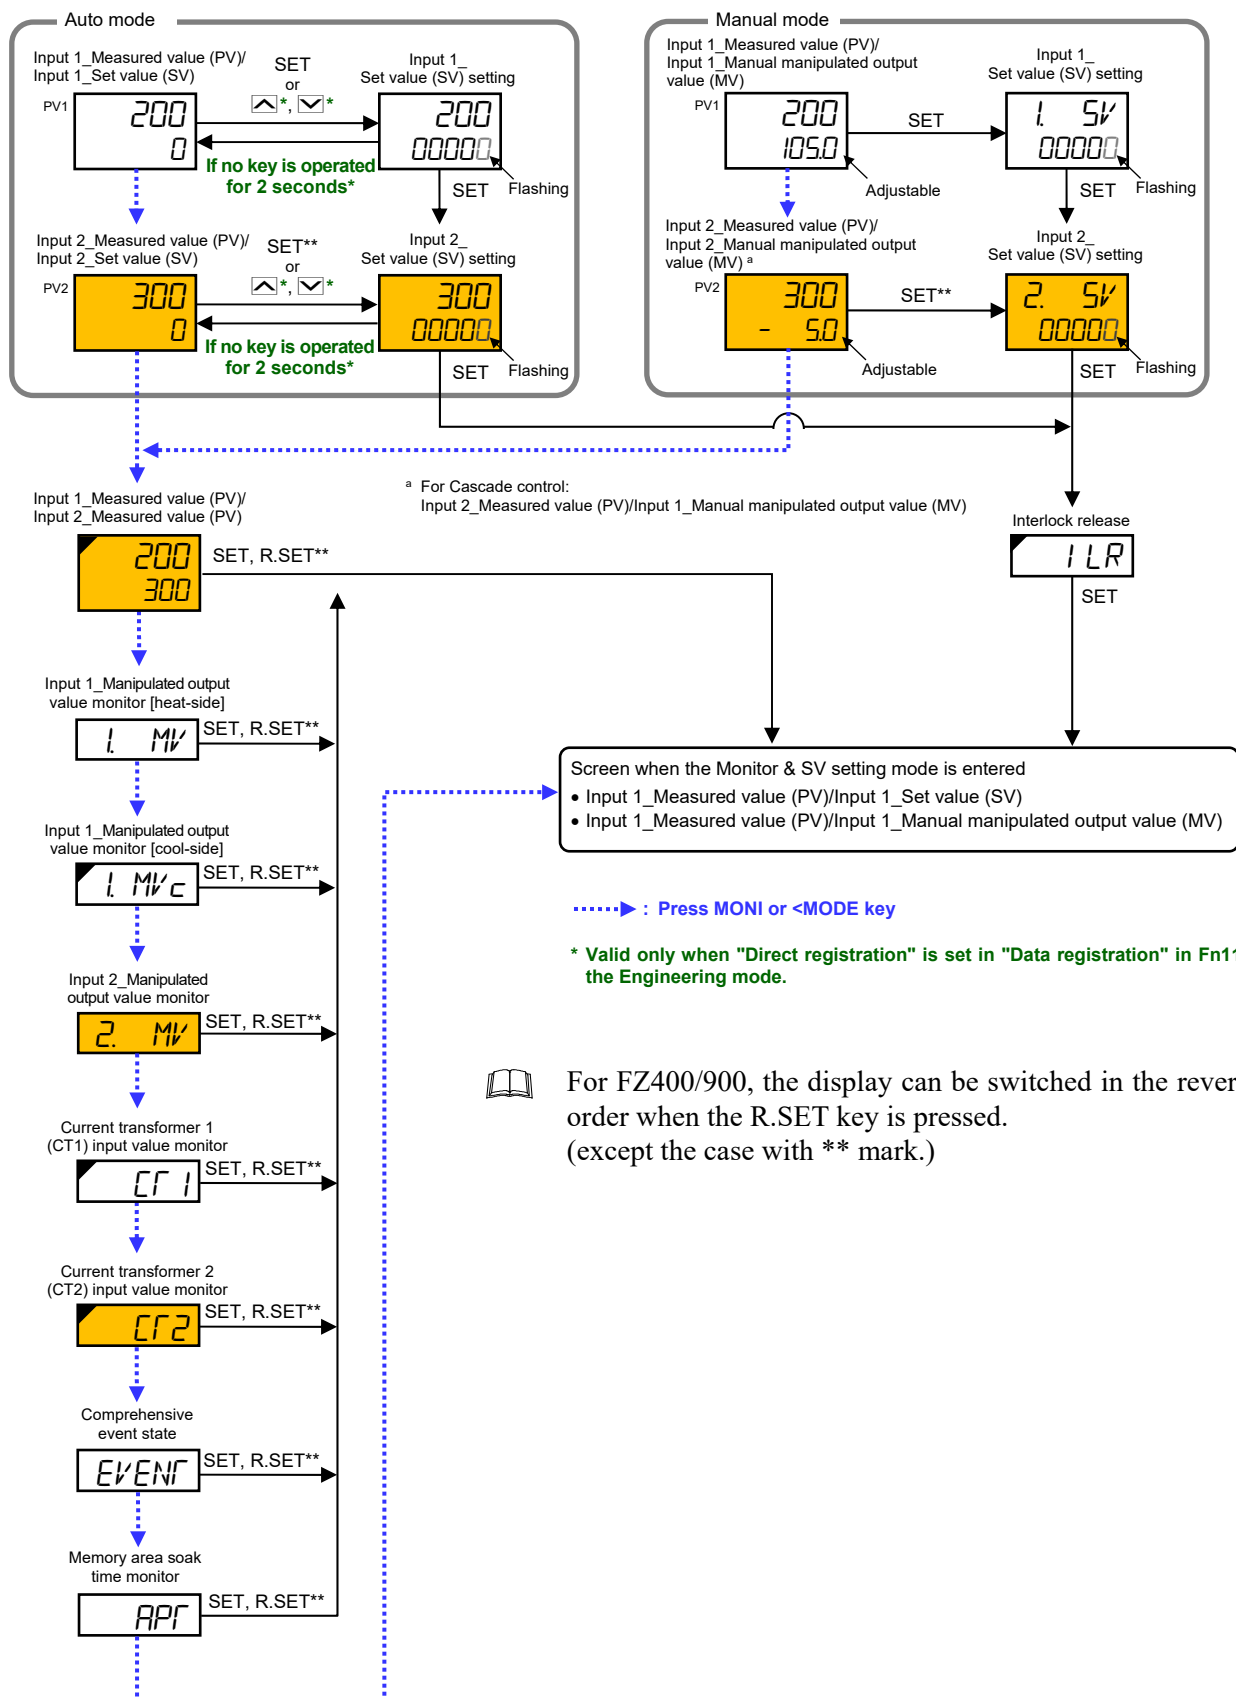 Auto mode
Input 1_Measured value (PV)/
Input 1_Set value (SV)
SET
or
*, *
Input 1_
Set value (SV) setting
PV1
200
0
200
00000
If no key is operated
for 2 seconds*
SET
Flashing
Input 2_Measured value (PV)/
Input 2_Set value (SV)
SET**
or
*, *
Input 2_
Set value (SV) setting
PV2
300
0
300
00000
If no key is operated
for 2 seconds*
SET
Flashing
Manual mode
Input 1_Measured value (PV)/
Input 1_Manual manipulated output
value (MV)
Input 1_
Set value (SV) setting
PV1
200
105.0
SET
1. SV
00000
Adjustable
SET
Flashing
Input 2_Measured value (PV)/
Input 2_Manual manipulated output
value (MV) a
Input 2_
Set value (SV) setting
PV2
300
- 5.0
SET**
2. SV
00000
Adjustable
SET
Flashing
a For Cascade control:
Input 2_Measured value (PV)/Input 1_Manual manipulated output value (MV)
Input 1_Measured value (PV)/
Input 2_Measured value (PV)
200
300
SET, R.SET**
Interlock release
ILR
SET
Input 1_Manipulated output
value monitor [heat-side]
1. MV
SET, R.SET**
Input 1_Manipulated output
value monitor [cool-side]
1. MVc
SET, R.SET**
Input 2_Manipulated
output value monitor
2. MV
SET, R.SET**
Current transformer 1
(CT1) input value monitor
CT1
SET, R.SET**
Current transformer 2
(CT2) input value monitor
CT2
SET, R.SET**
Comprehensive
event state
EVENT
SET, R.SET**
Memory area soak
time monitor
APT
SET, R.SET**
Screen when the Monitor & SV setting mode is entered
• Input 1_Measured value (PV)/Input 1_Set value (SV)
• Input 1_Measured value (PV)/Input 1_Manual manipulated output value (MV)
: Press MONI or <MODE key
* Valid only when "Direct registration" is set in "Data registration" in Fn11
the Engineering mode.
For FZ400/900, the display can be switched in the rever
order when the R.SET key is pressed.
(except the case with ** mark.)